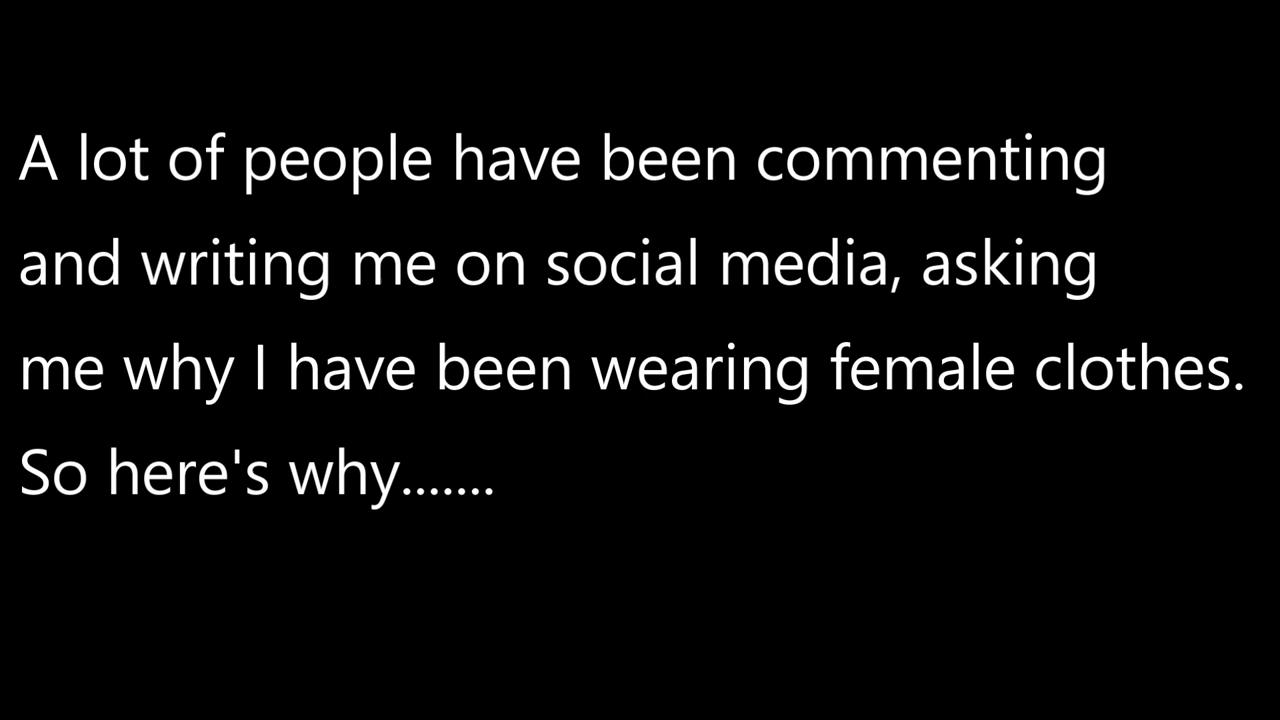 A lot of people have been commenting
and writing me on social media, asking
me why I have been wearing female clothes.
So here's why.......